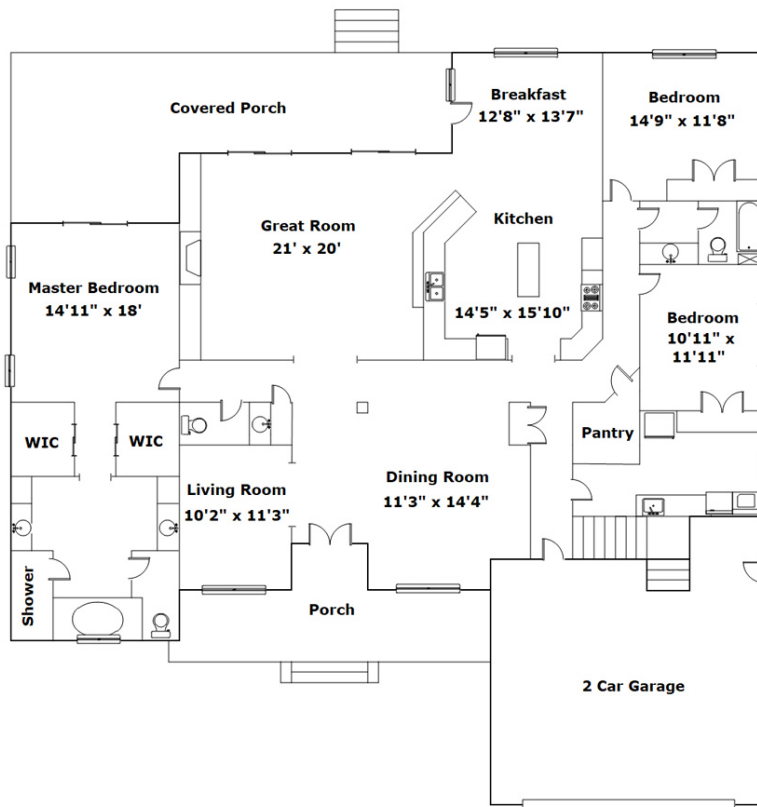 Covered Porch
Breakfast
12'8" x 13'7"
Bedroom
14'9" x 11'8"
Great Room
21' x 20'
Kitchen
14'5" x 15'10"
Master Bedroom
14'11" x 18'
Bedroom
10'11" x
11'11"
WIC
WIC
Pantry
Living Room
10'2" x 11'3"
Dining Room
11'3" x 14'4"
Shower
Porch
2 Car Garage